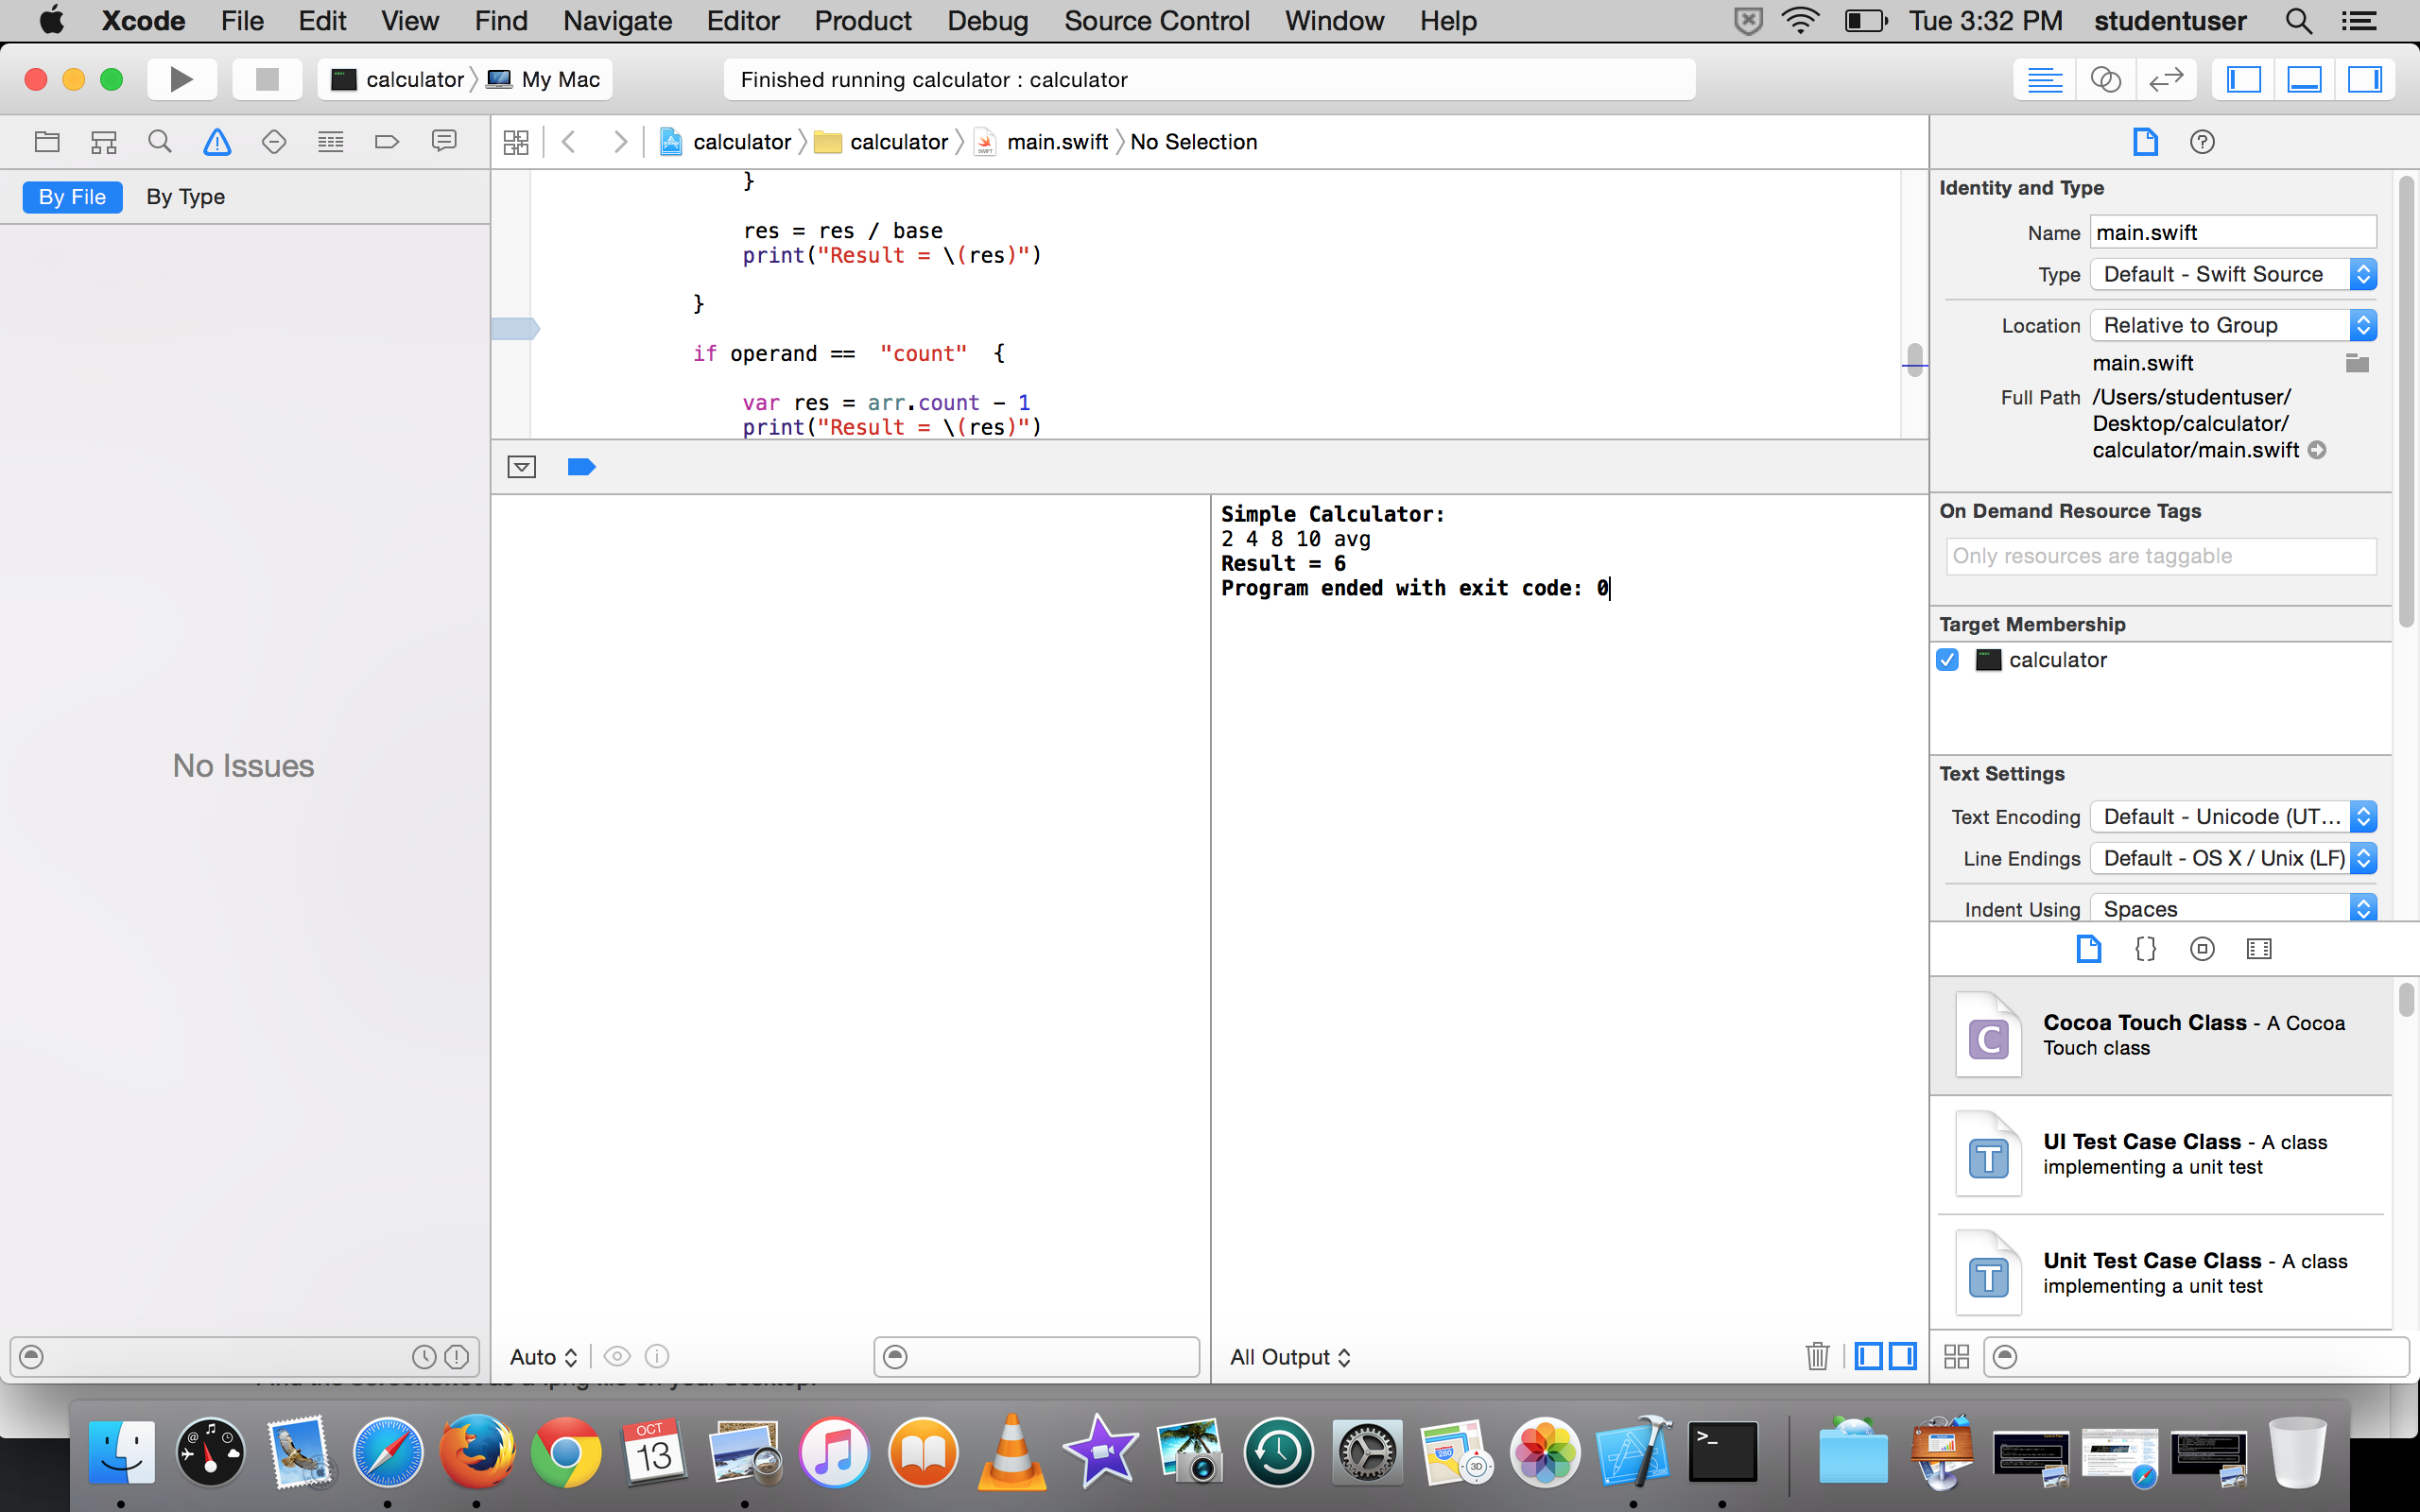 Xcode File Edit View Find Navigate Editor Product Debug Source Control Window Help Tue 3:32 PM studentuser
calculator My Mac
Finished running calculator : calculator
calculator calculator main.swift No Selection
By File By Type
No Issues
}
res = res / base
print("Result = \(res)")
}
if operand == "count" {
var res = arr.count - 1
print("Result = \(res)")
Simple Calculator:
2 4 8 10 avg
Result = 6
Program ended with exit code: 0
Auto
All Output
Identity and Type
Name main.swift
Type Default - Swift Source
Location Relative to Group
main.swift
Full Path /Users/studentuser/
Desktop/calculator/
calculator/main.swift
On Demand Resource Tags
Only resources are taggable
Target Membership
calculator
Text Settings
Text Encoding Default - Unicode (UT...
Line Endings Default - OS X / Unix (LF)
Indent Using Spaces
{}
C
Cocoa Touch Class - A Cocoa
Touch class
T
UI Test Case Class - A class
implementing a unit test
T
Unit Test Case Class - A class
implementing a unit test
OCT
13
280
3D
>_